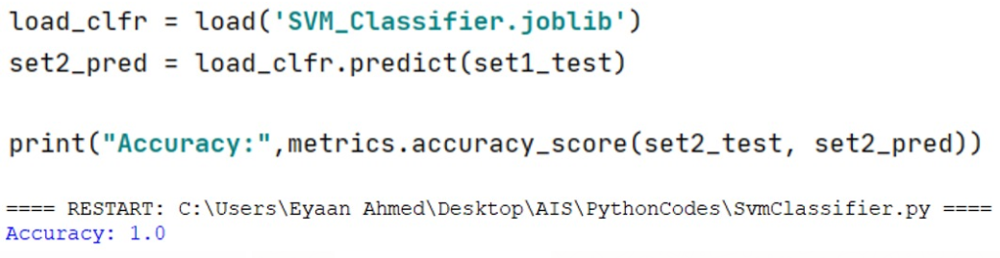 load_clfr = load('SVM_Classifier.joblib')
set2_pred = load_clfr.predict(set1_test)
print("Accuracy:",metrics.accuracy_score(set2_test, set2_pred))
==== RESTART: C:\Users\Eyaan Ahmed\Desktop\AIS\PythonCodes\SvmClassifier.py ====
Accuracy: 1.0